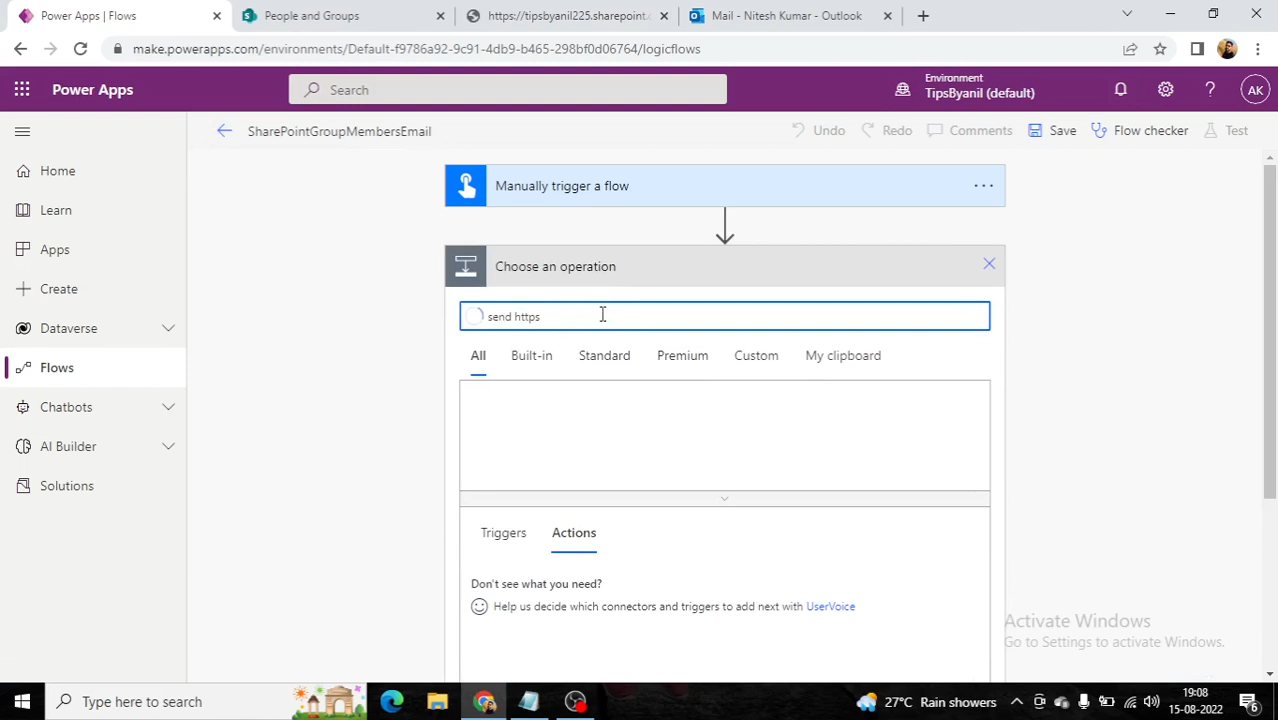 Power Apps | Flows
People and Groups
https://tipsbyanil225.sharepoint.
Mail - Nitesh Kumar - Outlook
make.powerapps.com/environments/Default-f9786a92-9c91-4db9-b465-298bf0d06764/logicflows
Power Apps
Search
Environment
TipsByanil (default)
AK
SharePointGroupMembersEmail
Undo
Redo
Comments
Save
Flow checker
Test
Home
Learn
Apps
Create
Dataverse
Flows
Chatbots
AI Builder
Solutions
Manually trigger a flow
Choose an operation
send https
All
Built-in
Standard
Premium
Custom
My clipboard
Triggers
Actions
Don't see what you need?
Help us decide which connectors and triggers to add next with UserVoice
Activate Windows
Go to Settings to activate Windows.
Type here to search
27°C Rain showers
19:08
15-08-2022
6